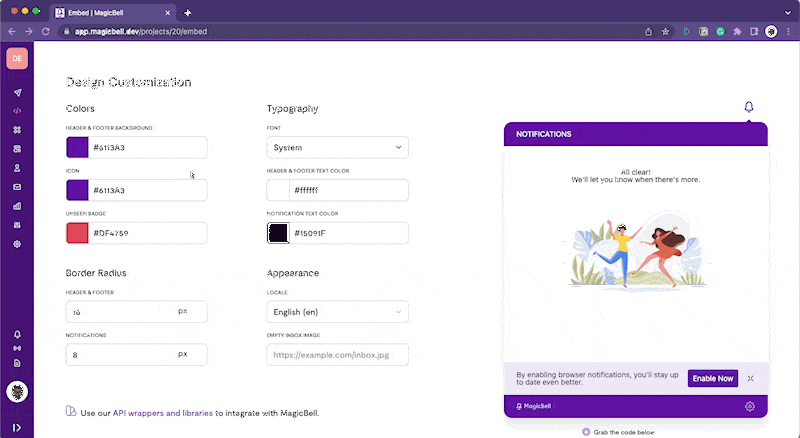 Embed | MagicBell
app.magicbell.dev/projects/20/embed
DE
Design Customization
Colors
HEADER & FOOTER BACKGROUND
#6113A3
ICON
#6113A3
UNSEEN BADGE
#DF4759
Typography
FONT
System
HEADER & FOOTER TEXT COLOR
#ffffff
NOTIFICATION TEXT COLOR
#15091F
Border Radius
HEADER & FOOTER
16 px
NOTIFICATIONS
8 px
Appearance
LOCALE
English (en)
EMPTY INBOX IMAGE
https://example.com/inbox.jpg
Use our API wrappers and libraries to integrate with MagicBell.
NOTIFICATIONS
All clear!
We'll let you know when there's more.
By enabling browser notifications, you'll stay up
to date even better.
Enable Now
MagicBell
Grab the code below